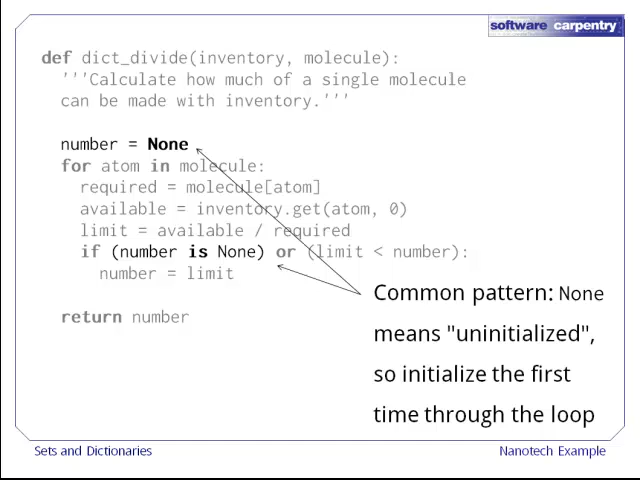 software carpentry
def dict_divide(inventory, molecule):
'''Calculate how much of a single molecule
can be made with inventory.'''
number = None
for atom in molecule:
required = molecule[atom]
available = inventory.get(atom, 0)
limit = available / required
if (number is None) or (limit < number):
number = limit
return number
Common pattern: None
means "uninitialized",
so initialize the first
time through the loop
Sets and Dictionaries
Nanotech Example